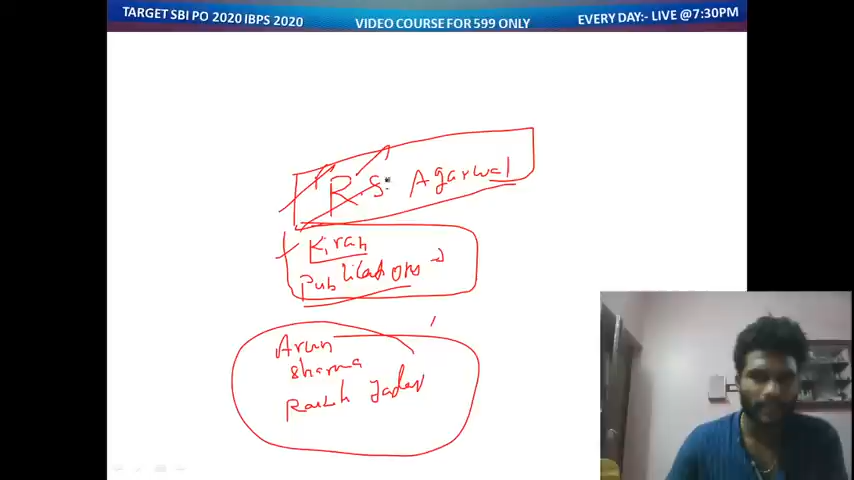 TARGET SBI PO 2020 IBPS 2020
VIDEO COURSE FOR 599 ONLY
EVERY DAY:- LIVE @7:30PM
R.S. Agarwal
Kiran
Publications
Arun
Sharma
Yadav